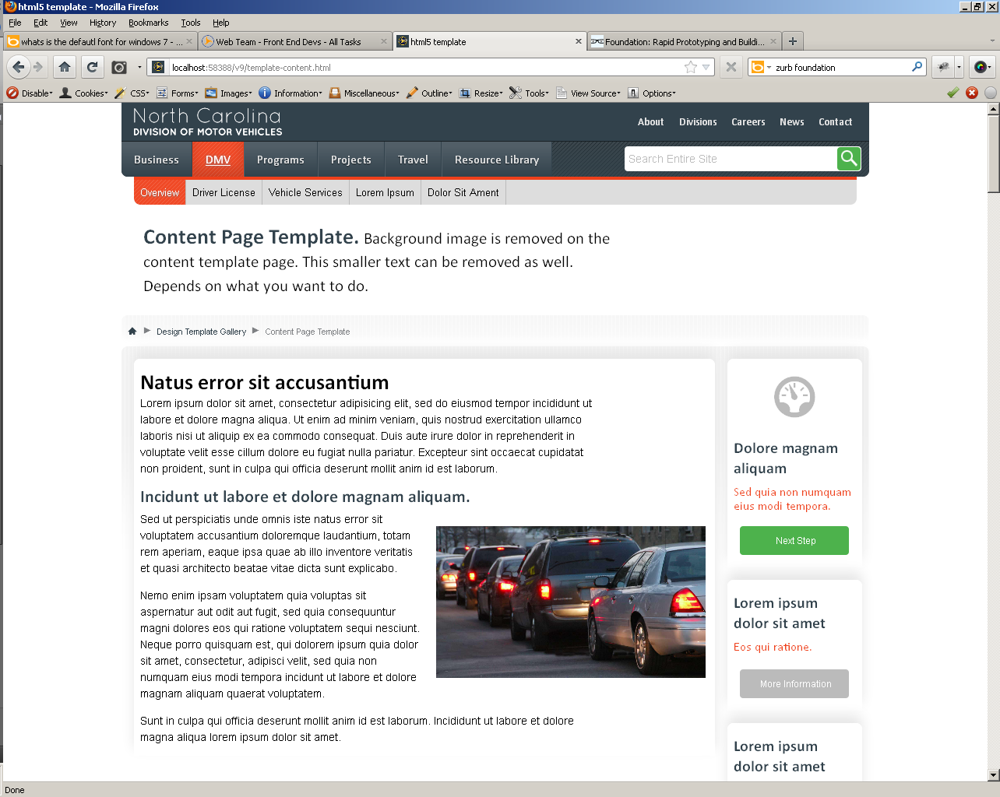 html5 template - Mozilla Firefox
File Edit View History Bookmarks Tools Help
whats is the defautl font for windows 7 - ...
Web Team - Front End Devs - All Tasks
html5 template
Foundation: Rapid Prototyping and Buildi...
localhost:58388/v9/template-content.html
zurb foundation
Disable Cookies CSS Forms Images Information Miscellaneous Outline Resize Tools View Source Options
North Carolina
DIVISION OF MOTOR VEHICLES
About Divisions Careers News Contact
Business DMV Programs Projects Travel Resource Library
Search Entire Site
Overview Driver License Vehicle Services Lorem Ipsum Dolor Sit Ament
Content Page Template. Background image is removed on the
content template page. This smaller text can be removed as well.
Depends on what you want to do.
Design Template Gallery Content Page Template
Natus error sit accusantium
Lorem ipsum dolor sit amet, consectetur adipisicing elit, sed do eiusmod tempor incididunt ut
labore et dolore magna aliqua. Ut enim ad minim veniam, quis nostrud exercitation ullamco
laboris nisi ut aliquip ex ea commodo consequat. Duis aute irure dolor in reprehenderit in
voluptate velit esse cillum dolore eu fugiat nulla pariatur. Excepteur sint occaecat cupidatat
non proident, sunt in culpa qui officia deserunt mollit anim id est laborum.
Incidunt ut labore et dolore magnam aliquam.
Sed ut perspiciatis unde omnis iste natus error sit
voluptatem accusantium doloremque laudantium, totam
rem aperiam, eaque ipsa quae ab illo inventore veritatis
et quasi architecto beatae vitae dicta sunt explicabo.
Nemo enim ipsam voluptatem quia voluptas sit
aspernatur aut odit aut fugit, sed quia consequuntur
magni dolores eos qui ratione voluptatem sequi nesciunt.
Neque porro quisquam est, qui dolorem ipsum quia dolor
sit amet, consectetur, adipisci velit, sed quia non
numquam eius modi tempora incidunt ut labore et dolore
magnam aliquam quaerat voluptatem.
Sunt in culpa qui officia deserunt mollit anim id est laborum. Incididunt ut labore et dolore
magna aliqua lorem ipsum dolor sit amet.
Dolore magnam
aliquam
Sed quia non numquam
eius modi tempora.
Next Step
Lorem ipsum
dolor sit amet
Eos qui ratione.
More Information
Lorem ipsum
dolor sit amet
Done